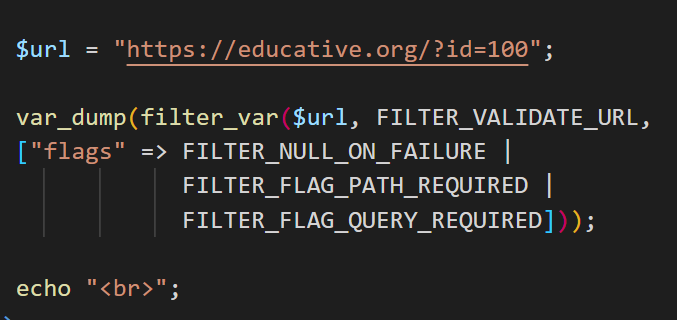 $url = "https://educative.org/?id=100";
var_dump(filter_var($url, FILTER_VALIDATE_URL,
["flags" => FILTER_NULL_ON_FAILURE |
FILTER_FLAG_PATH_REQUIRED |
FILTER_FLAG_QUERY_REQUIRED]));
echo "<br>";